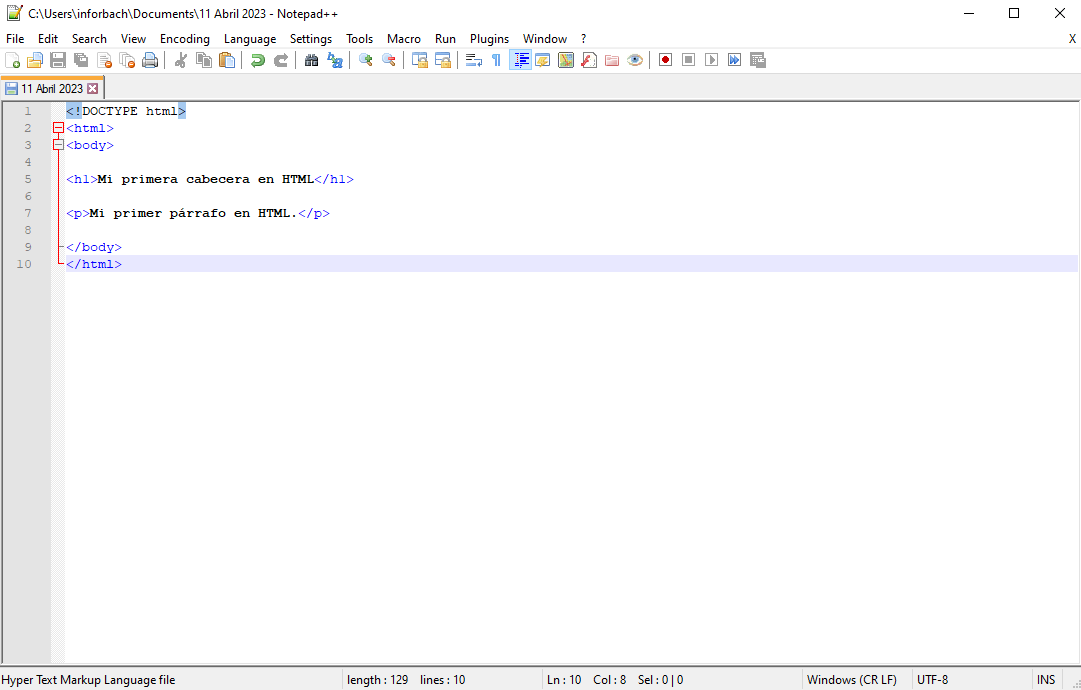 C:\Users\inforbach\Documents\11 Abril 2023 - Notepad++
File Edit Search View Encoding Language Settings Tools Macro Run Plugins Window ? X
11 Abril 2023
1 <!DOCTYPE html>
2 <html>
3 <body>
4
5 <h1>Mi primera cabecera en HTML</h1>
6
7 <p>Mi primer párrafo en HTML.</p>
8
9 </body>
10 </html>
Hyper Text Markup Language file length : 129 lines : 10 Ln : 10 Col : 8 Sel : 0 | 0 Windows (CR LF) UTF-8 INS